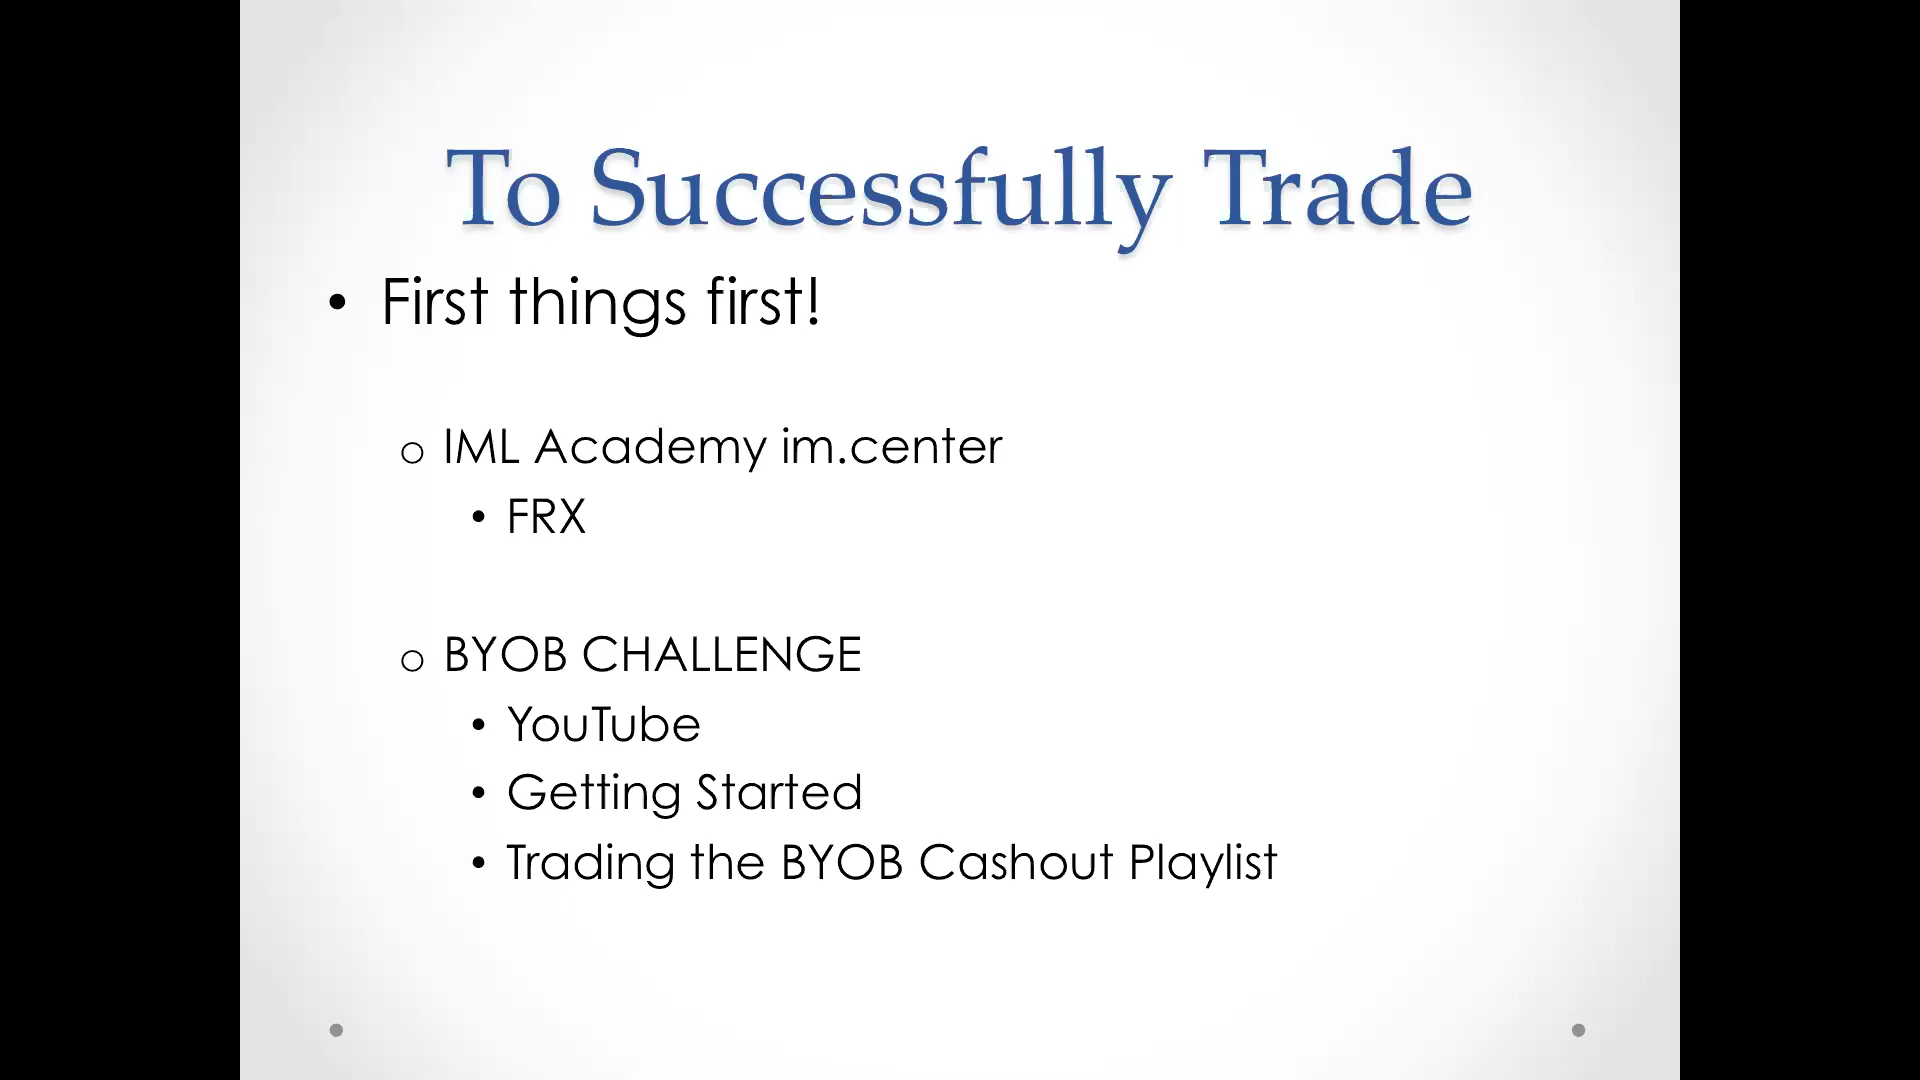 To Successfully Trade
• First things first!
o IML Academy im.center
• FRX
o BYOB CHALLENGE
• YouTube
• Getting Started
• Trading the BYOB Cashout Playlist